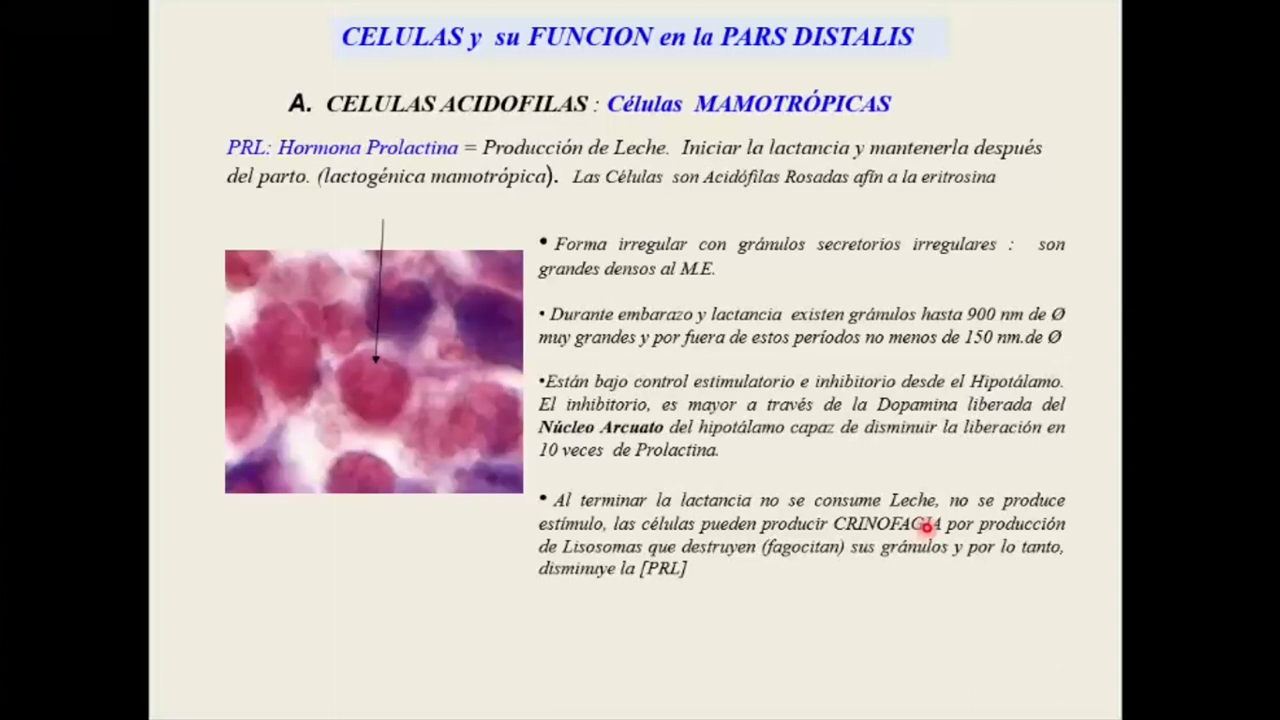 CELULAS y su FUNCION en la PARS DISTALIS
A. CELULAS ACIDOFILAS : Células MAMOTRÓPICAS
PRL: Hormona Prolactina = Producción de Leche. Iniciar la lactancia y mantenerla después
del parto. (lactogénica mamotrópica). Las Células son Acidófilas Rosadas afín a la eritrosina
• Forma irregular con gránulos secretorios irregulares : son
grandes densos al M.E.
• Durante embarazo y lactancia existen gránulos hasta 900 nm de Ø
muy grandes y por fuera de estos períodos no menos de 150 nm.de Ø
•Están bajo control estimulatorio e inhibitorio desde el Hipotálamo.
El inhibitorio, es mayor a través de la Dopamina liberada del
Núcleo Arcuato del hipotálamo capaz de disminuir la liberación en
10 veces de Prolactina.
• Al terminar la lactancia no se consume Leche, no se produce
estímulo, las células pueden producir CRINOFAGIA por producción
de Lisosomas que destruyen (fagocitan) sus gránulos y por lo tanto,
disminuye la [PRL]